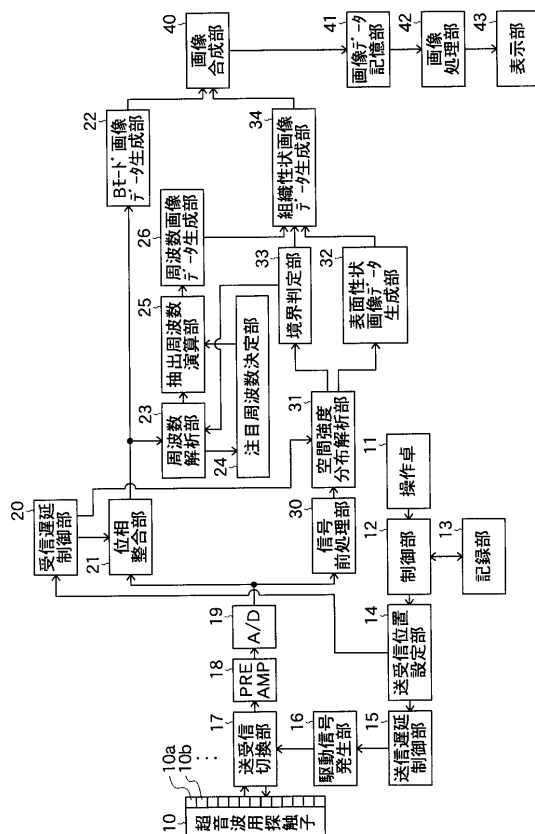 10
超音波用探触子
10a
10b
17
送受信
切換部
18
PRE
AMP
19
A/D
16
駆動信号
発生部
15
送信遅延
制御部
14
送受信位置
設定部
12
制御部
11
操作卓
13
記録部
20
受信遅延
制御部
21
位相
整合部
30
信号
前処理部
31
空間強度
分布解析部
23
周波数
解析部
24
注目周波数決定部
25
抽出周波数
演算部
26
周波数画像
データ生成部
22
Bモード画像
データ生成部
33
境界判定部
32
表面性状
画像データ
生成部
34
組織性状画像
データ生成部
40
画像
合成部
41
画像データ
記憶部
42
画像
処理部
43
表示部